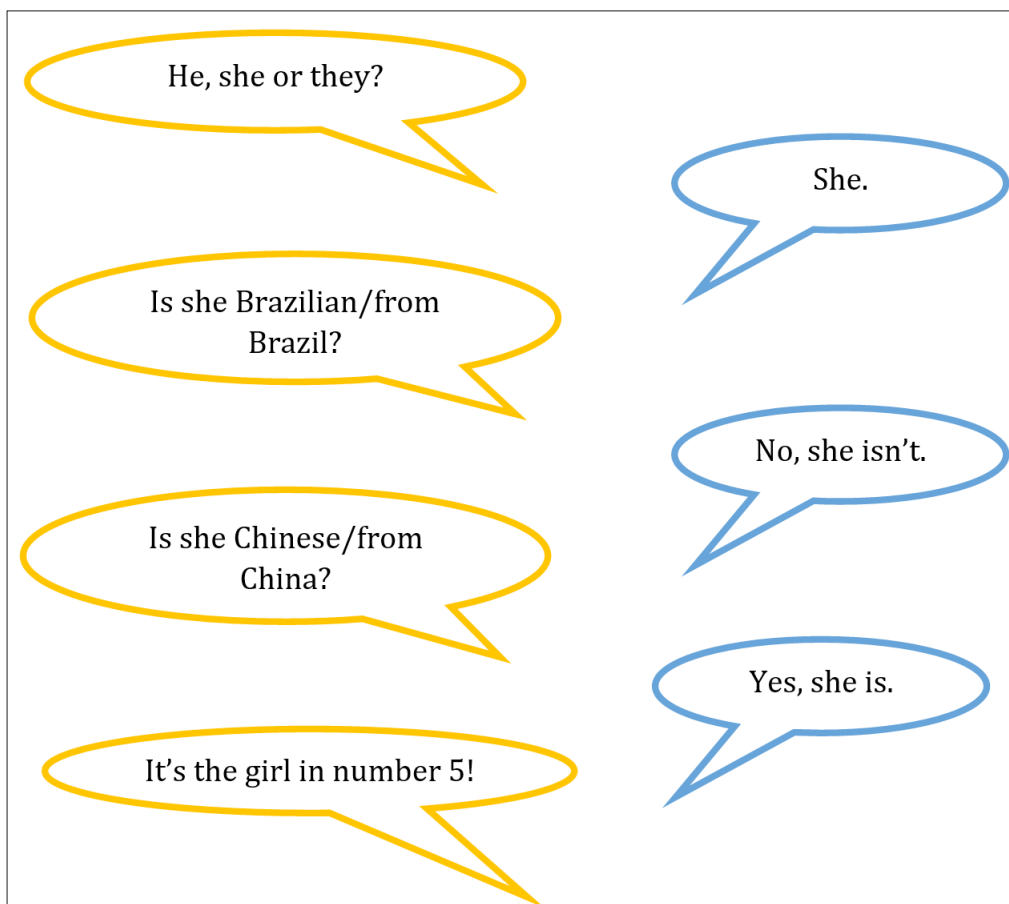 He, she or they?
She.
Is she Brazilian/from
Brazil?
No, she isn’t.
Is she Chinese/from
China?
Yes, she is.
It’s the girl in number 5!